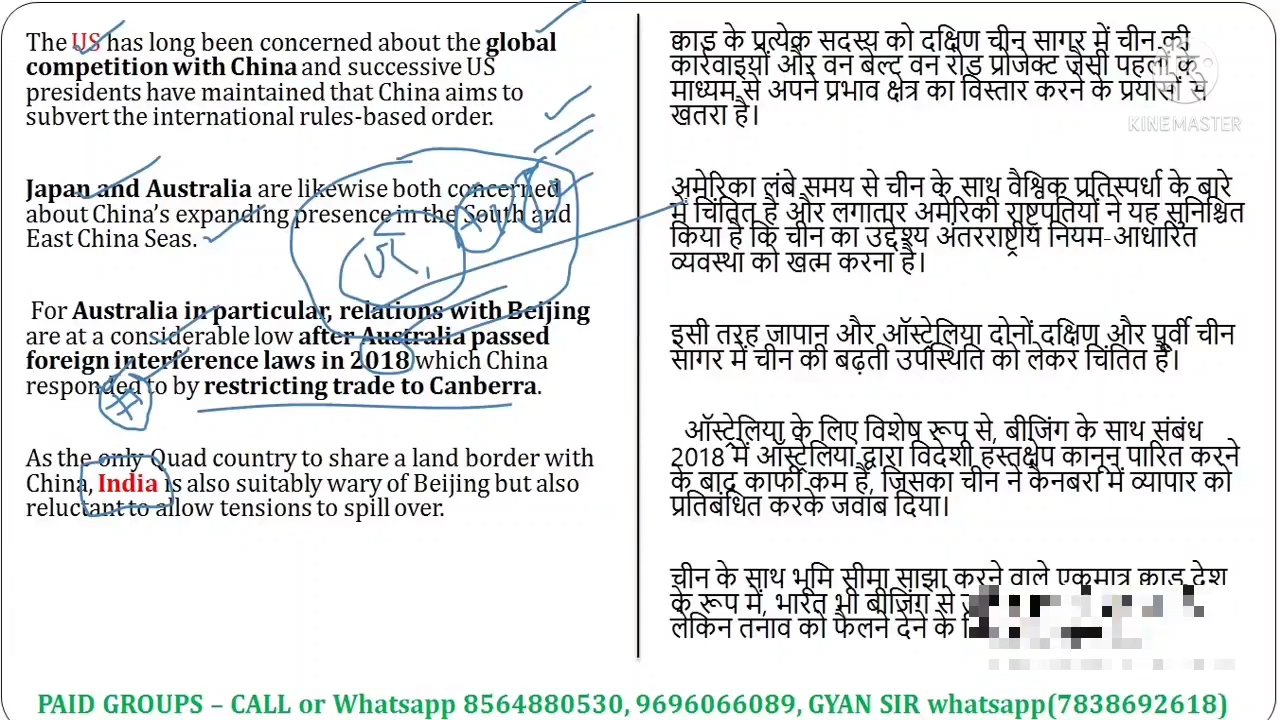 The US has long been concerned about the global
competition with China and successive US
presidents have maintained that China aims to
subvert the international rules-based order.
Japan and Australia are likewise both concerned
about China's expanding presence in the South and
East China Seas.
For Australia in particular, relations with Beijing
are at a considerable low after Australia passed
foreign interference laws in 2018 which China
responded to by restricting trade to Canberra.
As the only Quad country to share a land border with
China, India is also suitably wary of Beijing but also
reluctant to allow tensions to spill over.
क्वाड के प्रत्येक सदस्य को दक्षिण चीन सागर में चीन की
कार्रवाइयों और वन बेल्ट वन रोड प्रोजेक्ट जैसी पहलों के
माध्यम से अपने प्रभाव क्षेत्र का विस्तार करने के प्रयासों से
खतरा है।
अमेरिका लंबे समय से चीन के साथ वैश्विक प्रतिस्पर्धा के बारे
में चिंतित है और लगातार अमेरिकी राष्ट्रपतियों ने यह सुनिश्चित
किया है कि चीन का उद्देश्य अंतरराष्ट्रीय नियम-आधारित
व्यवस्था को खत्म करना है।
इसी तरह जापान और ऑस्ट्रेलिया दोनों दक्षिण और पूर्वी चीन
सागर में चीन की बढ़ती उपस्थिति को लेकर चिंतित हैं।
ऑस्ट्रेलिया के लिए विशेष रूप से, बीजिंग के साथ संबंध
2018 में ऑस्ट्रेलिया द्वारा विदेशी हस्तक्षेप कानून पारित करने
के बाद काफी कम है, जिसका चीन ने कैनबरा में व्यापार को
प्रतिबंधित करके जवाब दिया।
चीन के साथ भूमि सीमा साझा करने वाले एकमात्र क्वाड देश
के रूप में, भारत भी बीजिंग से
लेकिन तनाव को फैलने देने के
KINEMASTER
PAID GROUPS – CALL or Whatsapp 8564880530, 9696066089, GYAN SIR whatsapp(7838692618)